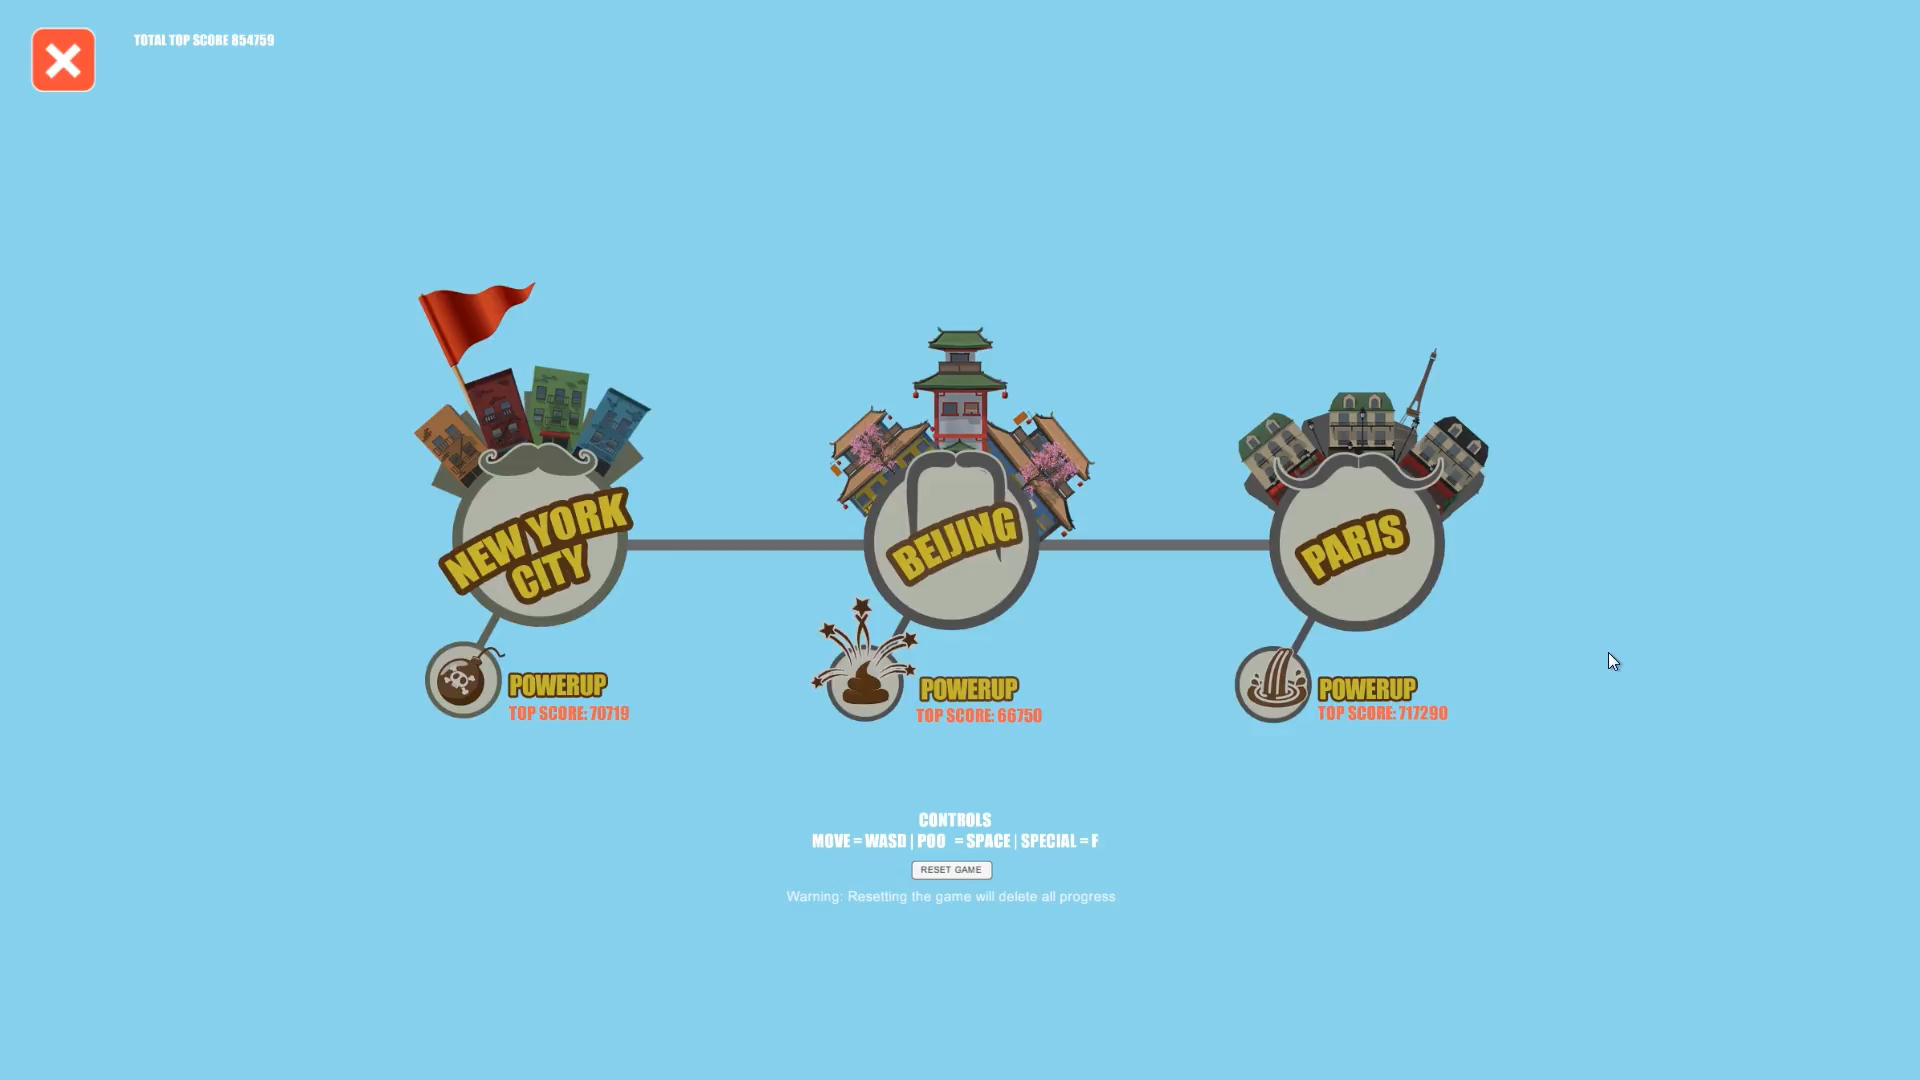 TOTAL TOP SCORE 854759
NEW YORK
CITY
BEIJING
PARIS
POWERUP
TOP SCORE: 70719
POWERUP
TOP SCORE: 66750
POWERUP
TOP SCORE: 717290
CONTROLS
MOVE = WASD | POO = SPACE | SPECIAL = F
RESET GAME
Warning: Resetting the game will delete all progress